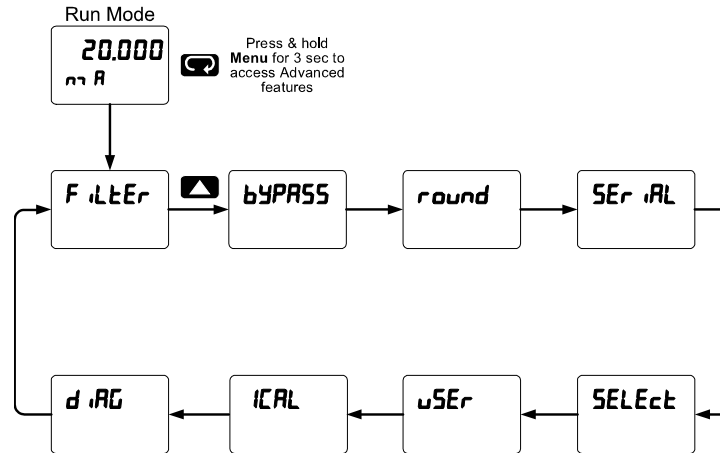 Run Mode
20.000
mA
Press & hold
Menu for 3 sec to
access Advanced
features
FiLtEr
bYPASS
round
SEriAL
diAG
ICAL
uSEr
SELEct